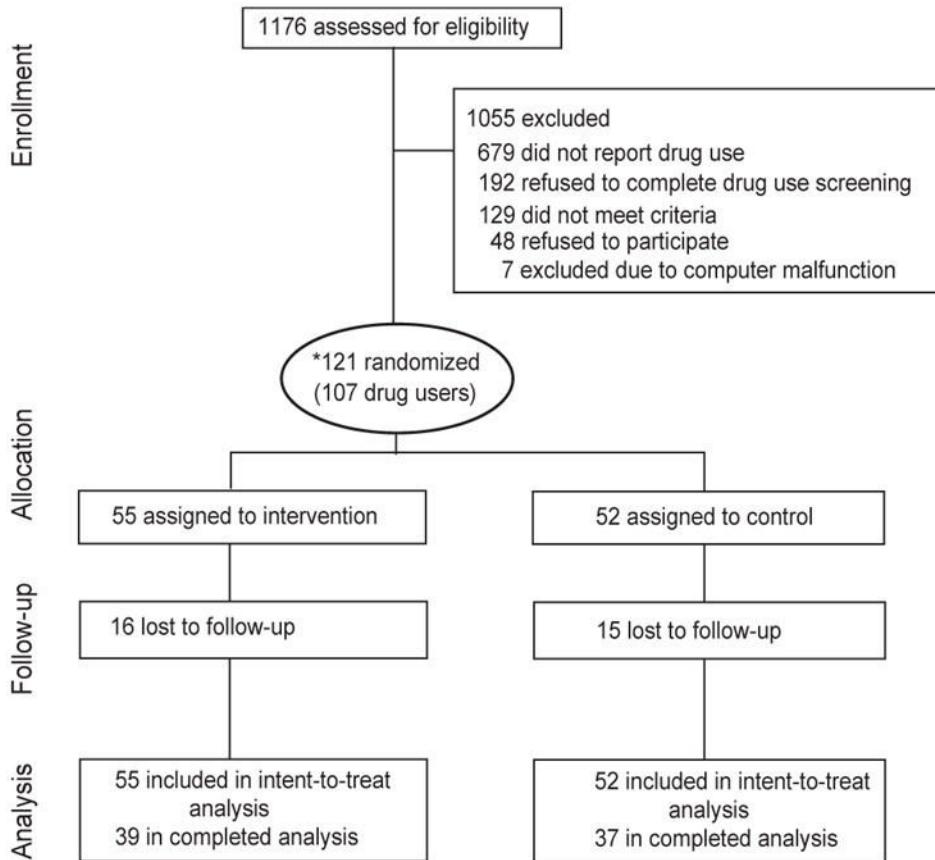 Enrollment
1176 assessed for eligibility
1055 excluded
679 did not report drug use
192 refused to complete drug use screening
129 did not meet criteria
48 refused to participate
7 excluded due to computer malfunction
*121 randomized
(107 drug users)
Allocation
55 assigned to intervention
52 assigned to control
Follow-up
16 lost to follow-up
15 lost to follow-up
Analysis
55 included in intent-to-treat
analysis
39 in completed analysis
52 included in intent-to-treat
analysis
37 in completed analysis